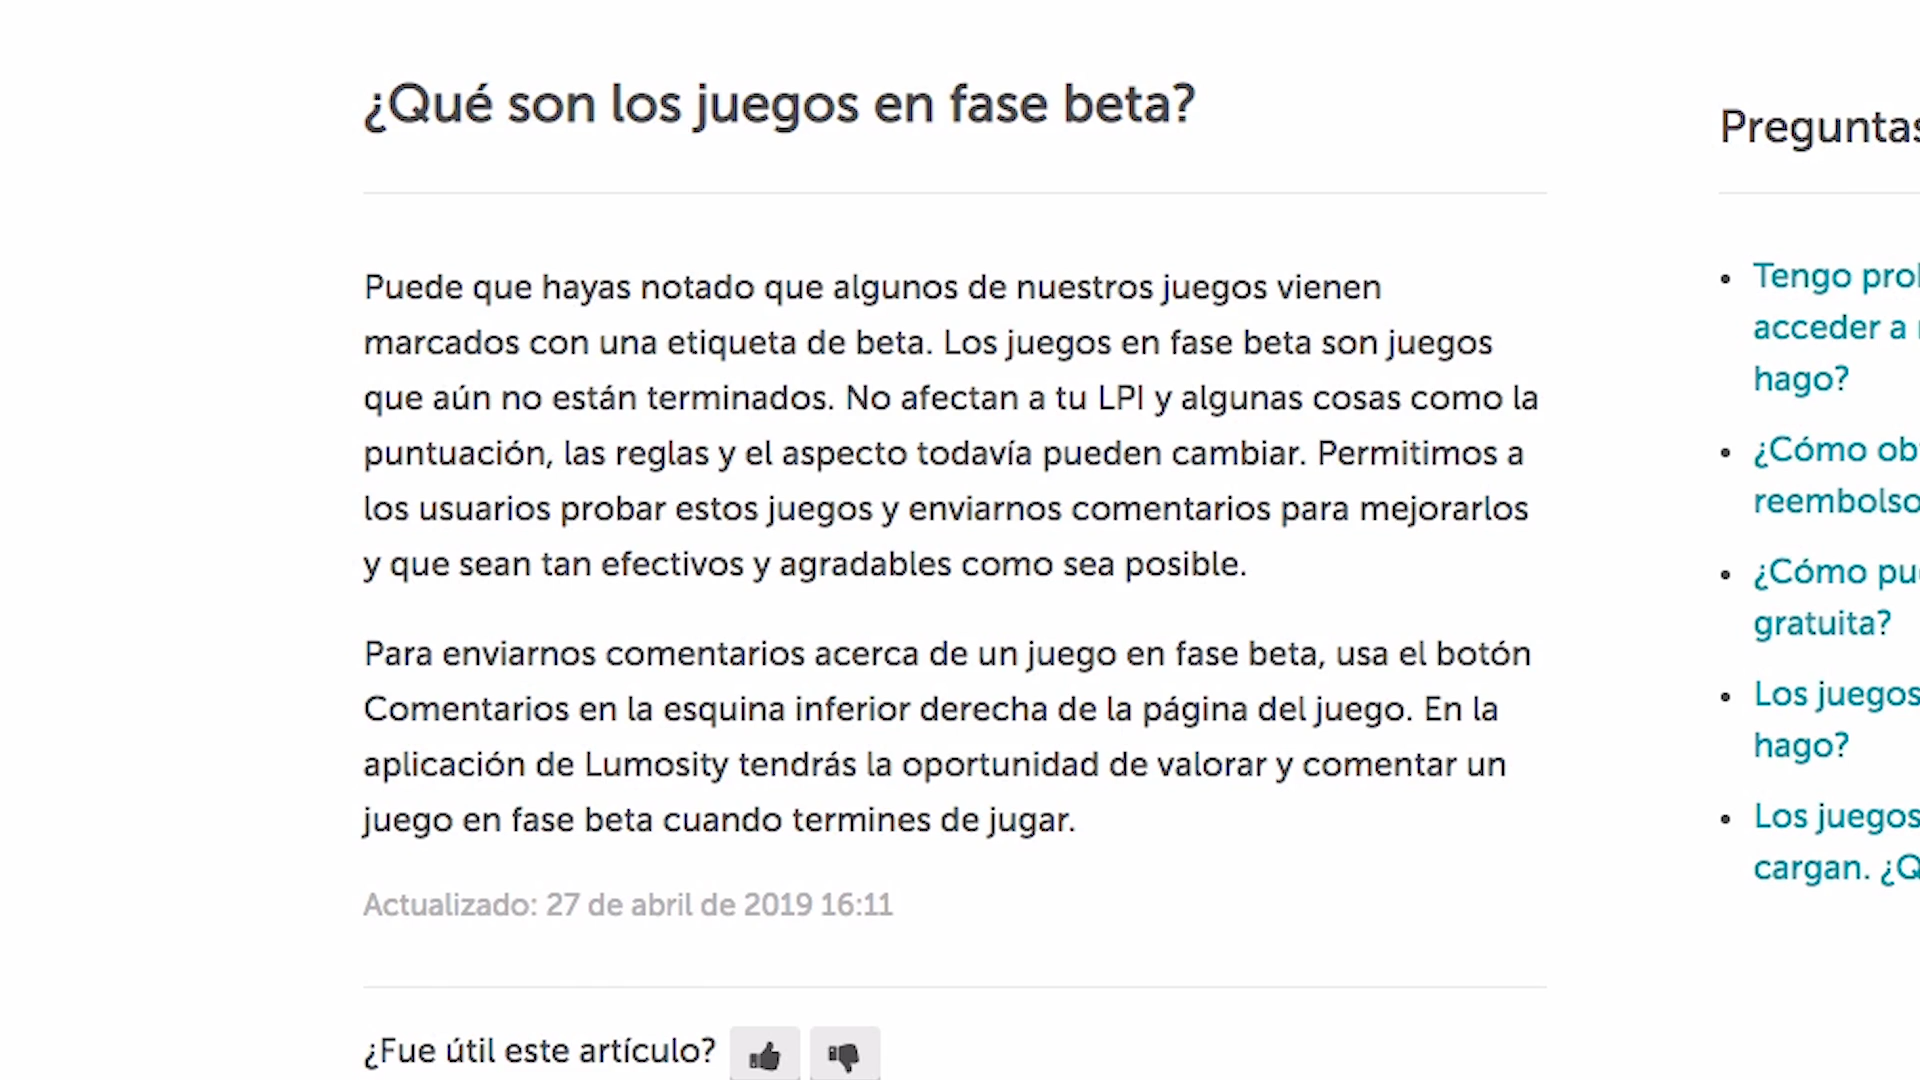 ¿Qué son los juegos en fase beta?
Puede que hayas notado que algunos de nuestros juegos vienen
marcados con una etiqueta de beta. Los juegos en fase beta son juegos
que aún no están terminados. No afectan a tu LPI y algunas cosas como la
puntuación, las reglas y el aspecto todavía pueden cambiar. Permitimos a
los usuarios probar estos juegos y enviarnos comentarios para mejorarlos
y que sean tan efectivos y agradables como sea posible.
Para enviarnos comentarios acerca de un juego en fase beta, usa el botón
Comentarios en la esquina inferior derecha de la página del juego. En la
aplicación de Lumosity tendrás la oportunidad de valorar y comentar un
juego en fase beta cuando termines de jugar.
Actualizado: 27 de abril de 2019 16:11
¿Fue útil este artículo?
Preguntas
Tengo
acceder a
hago?
¿Cómo
reembolso
¿Cómo
gratuita?
Los juegos
hago?
Los juegos
cargan.